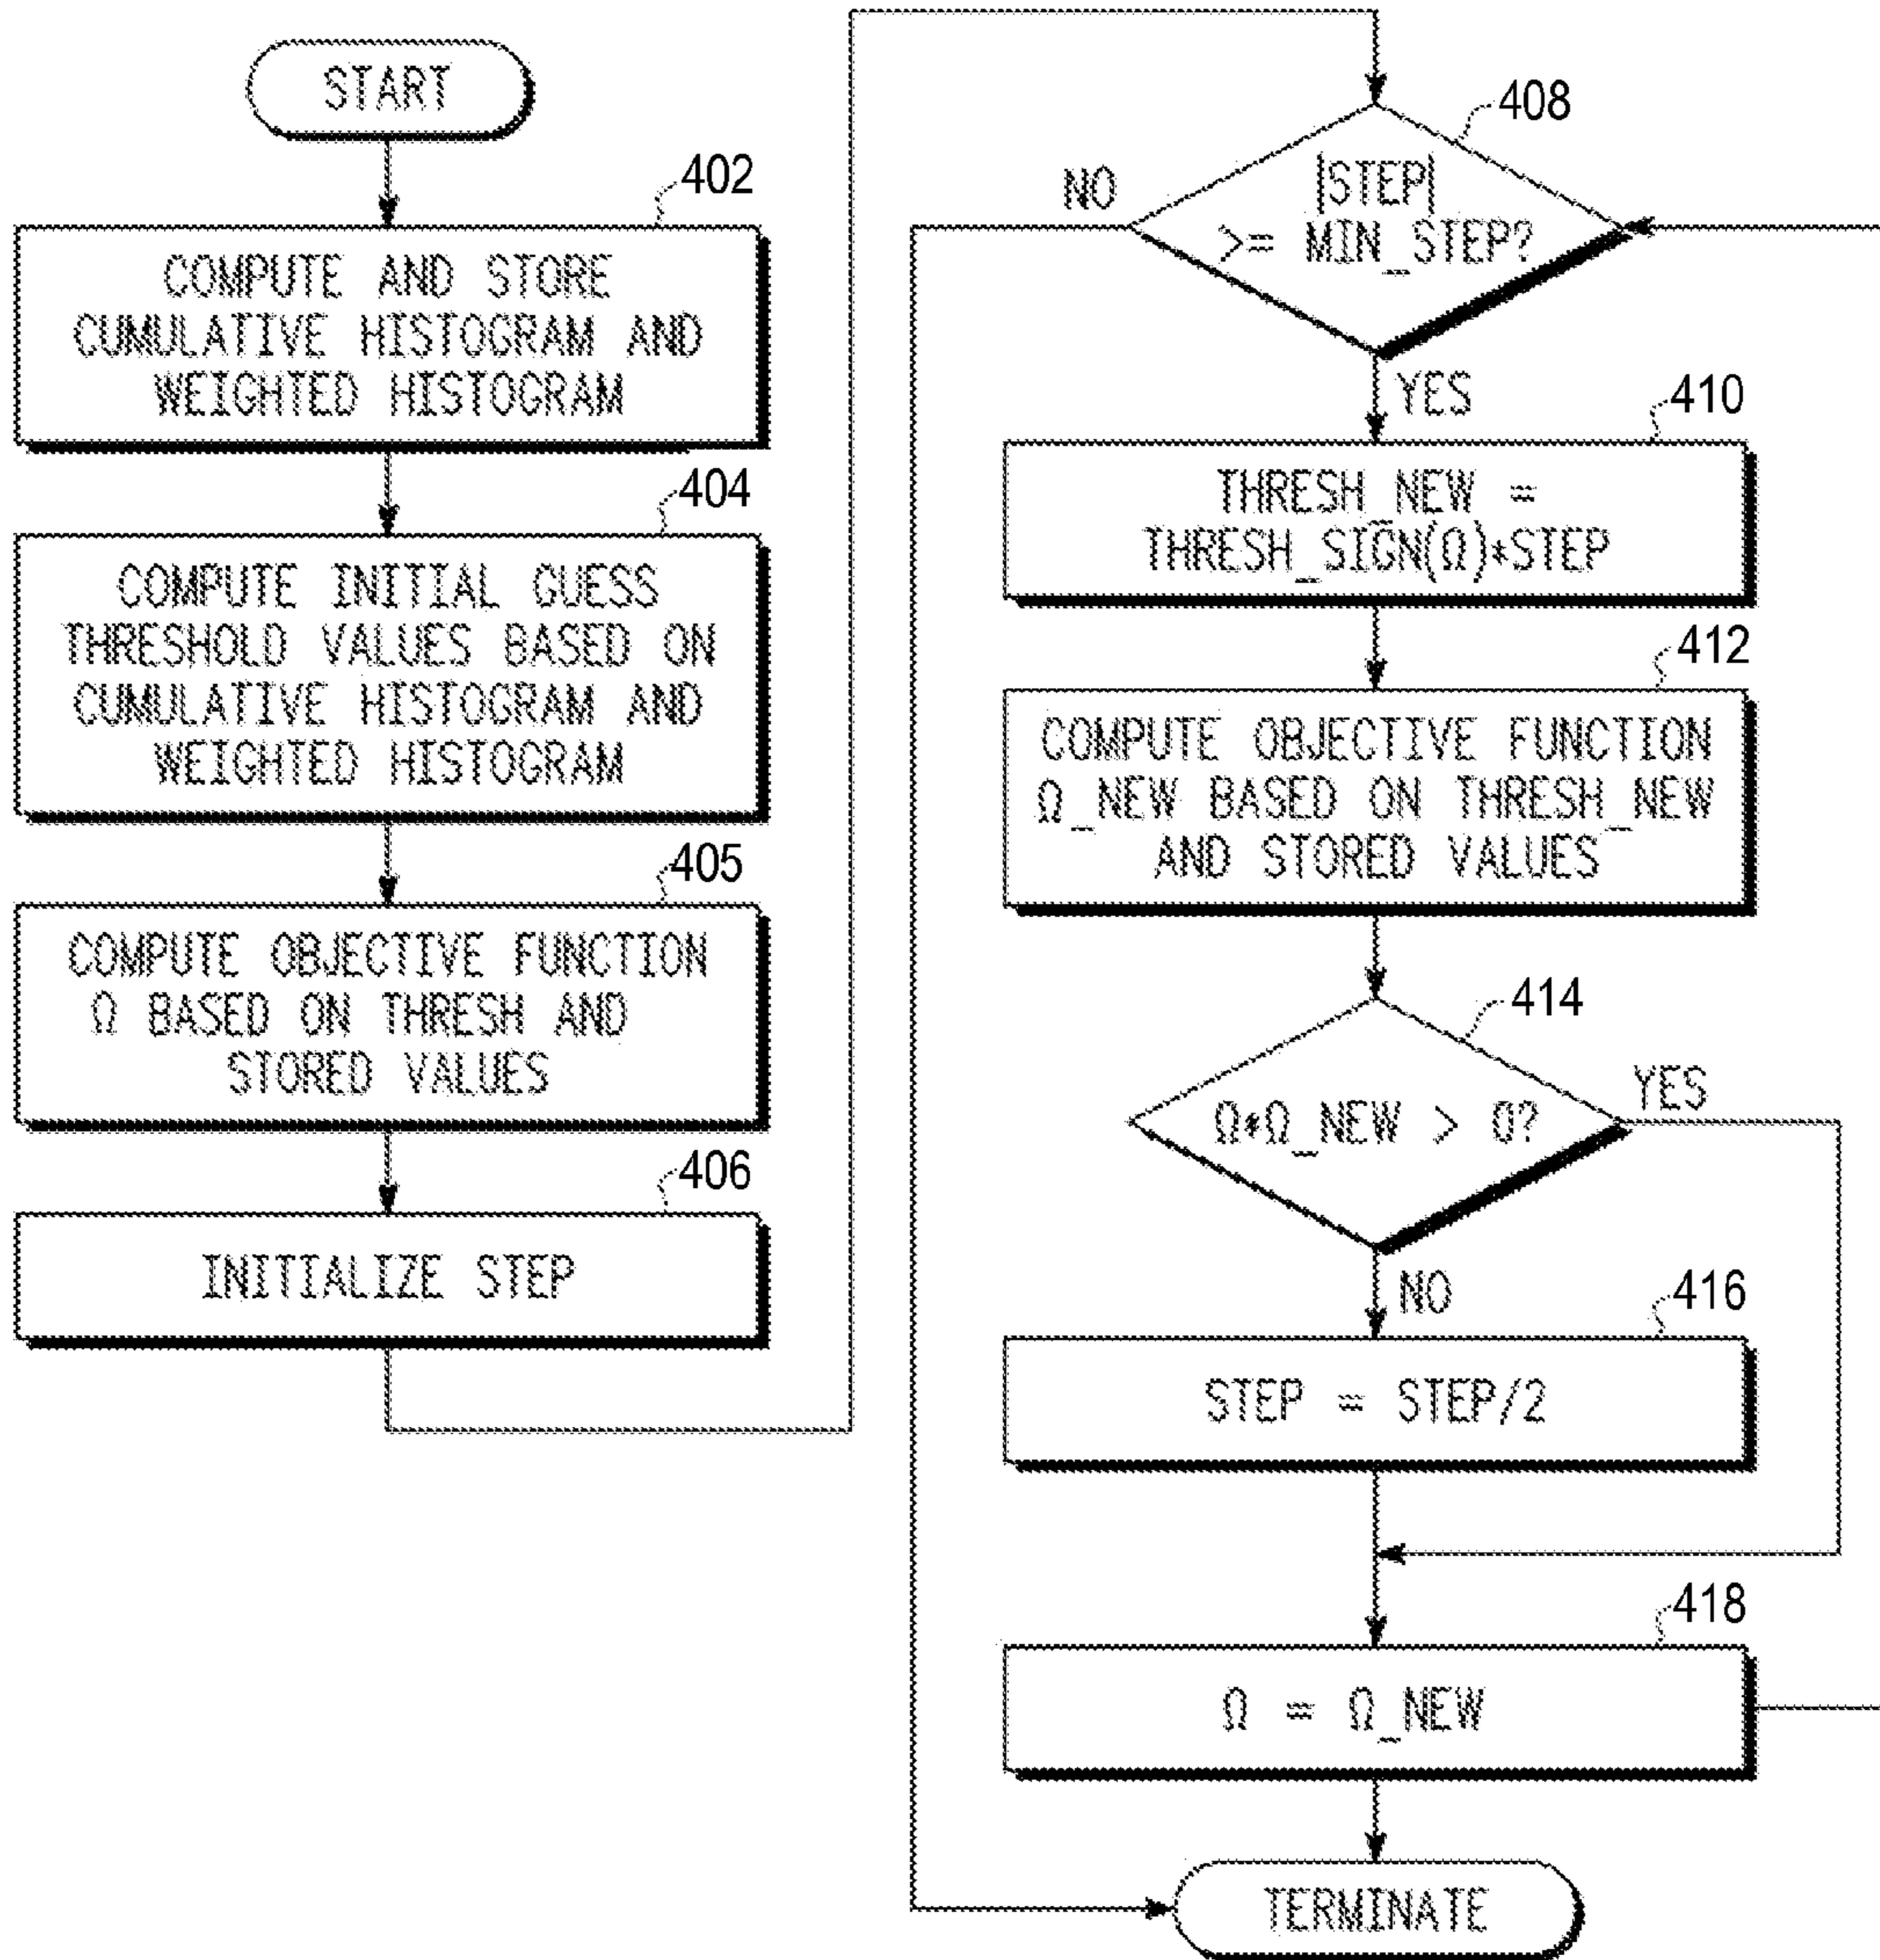 START
402
COMPUTE AND STORE
CUMULATIVE HISTOGRAM AND
WEIGHTED HISTOGRAM
404
COMPUTE INITIAL GUESS
THRESHOLD VALUES BASED ON
CUMULATIVE HISTOGRAM AND
WEIGHTED HISTOGRAM
405
COMPUTE OBJECTIVE FUNCTION
Ω BASED ON THRESH AND
STORED VALUES
406
INITIALIZE STEP
408
|STEP|
>= MIN_STEP?
NO
YES
410
THRESH_NEW =
THRESH_SIGN(Ω)*STEP
412
COMPUTE OBJECTIVE FUNCTION
Ω_NEW BASED ON THRESH_NEW
AND STORED VALUES
414
Ω*Ω_NEW > 0?
YES
NO
416
STEP = STEP/2
418
Ω = Ω_NEW
TERMINATE